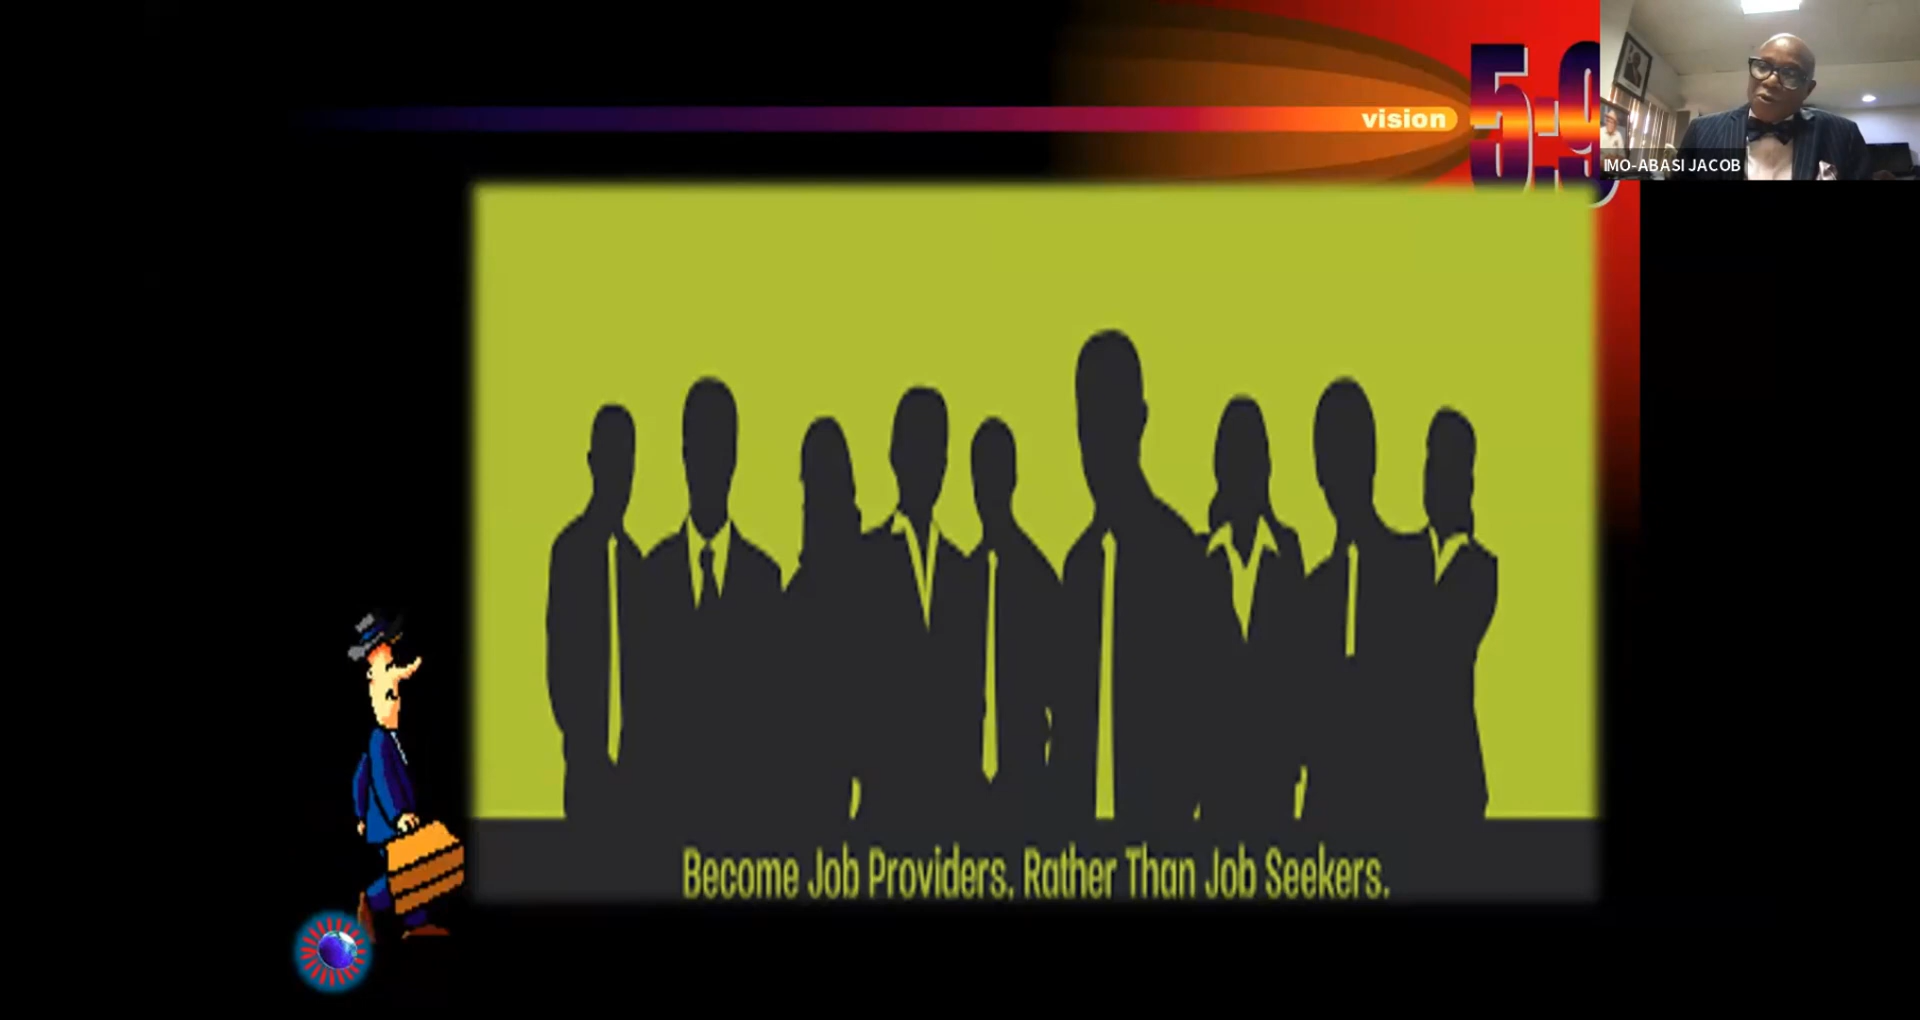 vision
5:9
IMO-ABASI JACOB
Become Job Providers, Rather Than Job Seekers.